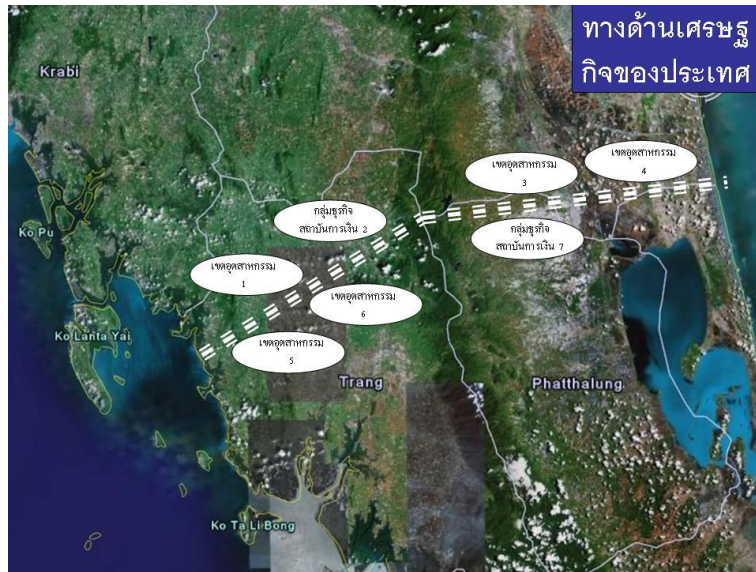 ทางด้านเศรษฐ
กิจของประเทศ
Krabi
เขตอุตสาหกรรม
3
เขตอุตสาหกรรม
4
กลุ่มธุรกิจ
สถาบันการเงิน 2
กลุ่มธุรกิจ
สถาบันการเงิน 7
Ko Pu
เขตอุตสาหกรรม
1
เขตอุตสาหกรรม
6
Ko Lanta Yai
เขตอุตสาหกรรม
5
Trang
Phatthalung
Ko Ta Li Bong